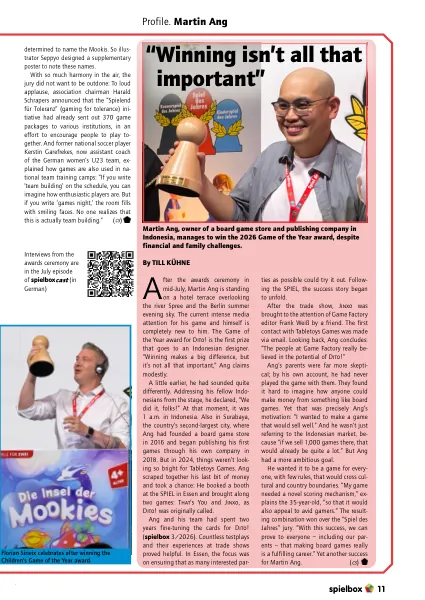 Profile. Martin Ang
determined to name the Mookis. So illus-
trator Seppyo designed a supplementary
poster to note these names.
With so much harmony in the air, the
jury did not want to be outdone: To loud
applause, association chairman Harald
Schrapers announced that the "Spielend
für Toleranz" (gaming for tolerance) ini-
tiative had already sent out 370 game
packages to various institutions, in
an effort to encourage people to play to-
gether. And former national soccer player
Kerstin Garefrekes, now assistant coach
of the German women's U23 team, ex-
plained how games are also used in na-
tional team training camps: "If you write
'team building' on the schedule, you can
imagine how enthusiastic players are. But
if you write 'games night,' the room fills
with smiling faces. No one realizes that
this is actually team building."
Interviews from the
awards ceremony are
in the July episode
of spielboxcast (in
German)
Die Insel der
MOOKIES
4+
Florian Sirieix celebrates after winning the
Children's Game of the Year award.
"Winning isn't all that
important"
Spiel
des
Jahres
Kinderspiel
des Jahres
Martin Ang, owner of a board game store and publishing company in
Indonesia, manages to win the 2026 Game of the Year award, despite
financial and family challenges.
By TILL KÜHNE
After the awards ceremony in
mid-July, Martin Ang is standing
on a hotel terrace overlooking
the river Spree and the Berlin summer
evening sky. The current intense media
attention for his game and himself is
completely new to him. The Game of
the Year award for Drto! is the first
prize that goes to an Indonesian designer.
"Winning makes a big difference, but
it's not all that important," Ang claims
modestly.
A little earlier, he had sounded quite
differently. Addressing his fellow Indo-
nesians from the stage, he declared, "We
did it, folks!" At that moment, it was
1 a.m. in Indonesia. Also in Surabaya,
the country's second-largest city, where
Ang had founded a board game store
in 2016 and began publishing his first
games through his own company in
2018. But in 2024, things weren't look-
ing so bright for Tabletoys Games. Ang
scraped together his last bit of money
and took a chance: He booked a
booth at the SPIEL in Essen and brought along
two games: That's You and Jinxo, as
Drto was originally called.
Ang and his team had spent two
years fine-tuning the cards for Drto!
(spielbox 3/2026). Countless testplays
and their experiences at trade shows
proved helpful. In Essen, the focus was
on ensuring that as many interested par-
ties as possible could try it out. Follow-
ing the SPIEL, the success story began
to unfold.
After the trade show, Jinxo was
brought to the attention of Game Factory
editor Frank Weiß by a friend. The first
contact with Tabletoys Games was made
via email. Looking back, Ang concludes:
"The people at Game Factory really be-
lieved in the potential of Drto!"
Ang's parents were far more skepti-
cal; by his own account, he had never
played the game with them. They found
it hard to imagine how anyone could
make money from something like board
games. Yet that was precisely Ang's
motivation: "I wanted to make a game
that would sell well." And he wasn't just
referring to the Indonesian market, be-
cause "if we sell 1,000 games there, that
would already be quite a lot." But Ang
had a more ambitious goal.
He wanted it to be a game for every-
one, with few rules, that would cross cul-
tural and country boundaries. "My game
needed a novel scoring mechanism," ex-
plains the 35-year-old, "so that it would
also appeal to avid gamers." The result-
ing combination won over the "Spiel des
Jahres" jury. "With this success, we can
prove to everyone – including our par-
ents – that making board games really
is a fulfilling career." Yet another success
for Martin Ang.
spielbox 11